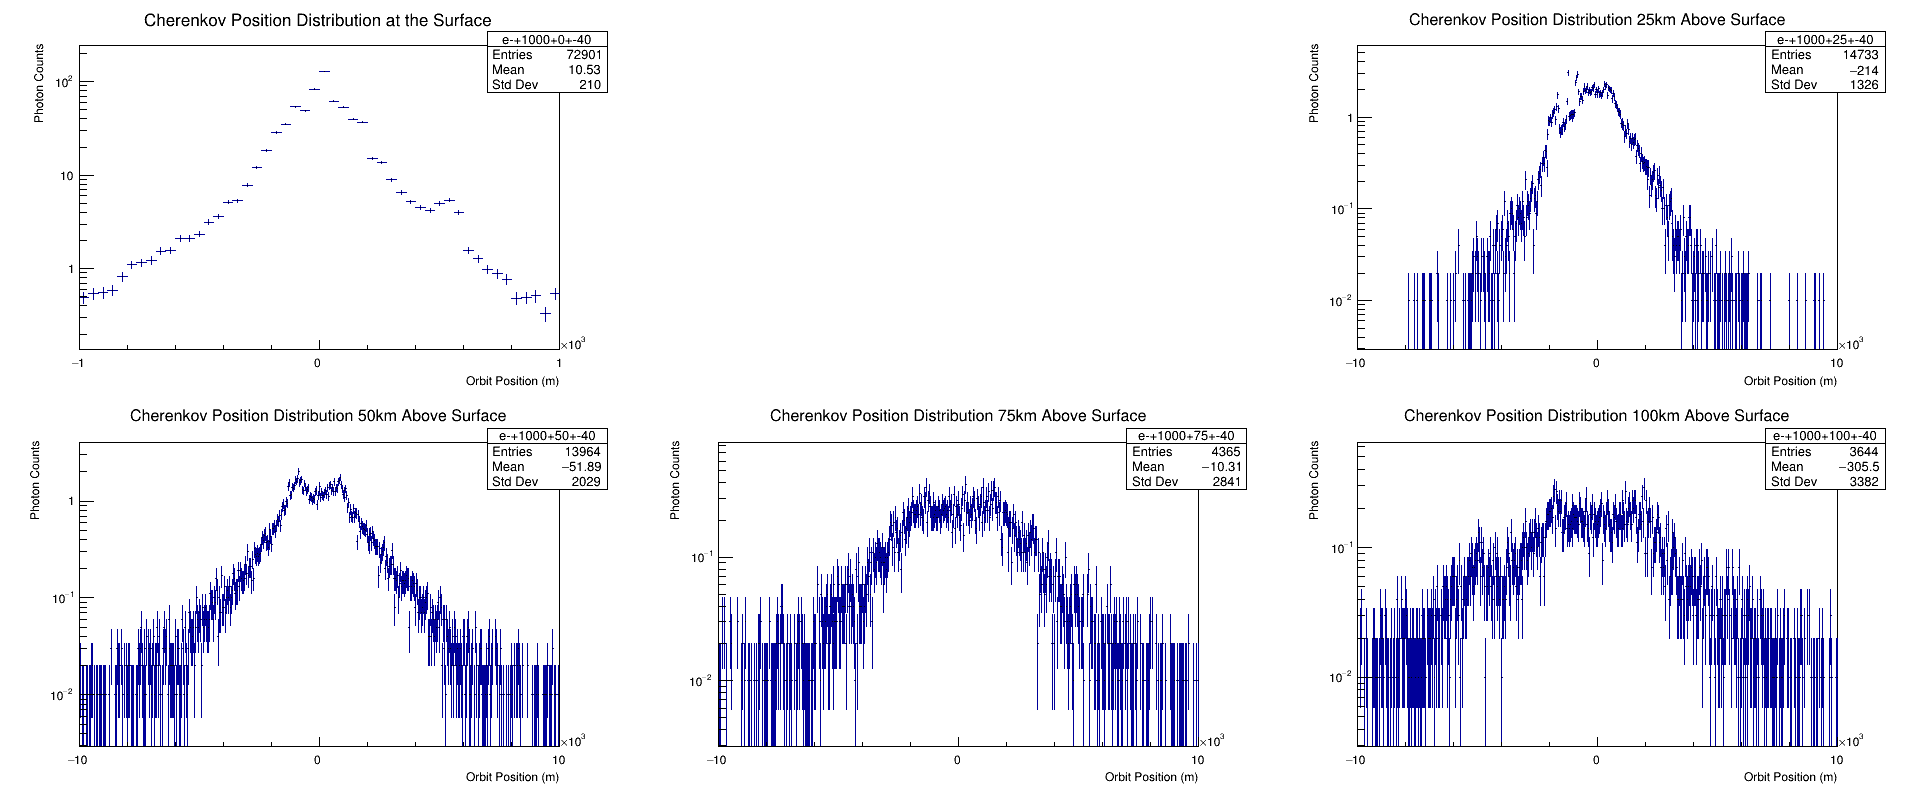 Cherenkov Position Distribution at the Surface
e-+1000+0+-40
Entries 72901
Mean 10.53
Std Dev 210
Photon Counts
10²
10
1
−1 0 1
×10³
Orbit Position (m)
Cherenkov Position Distribution 25km Above Surface
e-+1000+25+-40
Entries 14733
Mean −214
Std Dev 1326
Photon Counts
1
10⁻¹
10⁻²
−10 0 10
×10³
Orbit Position (m)
Cherenkov Position Distribution 50km Above Surface
e-+1000+50+-40
Entries 13964
Mean −51.89
Std Dev 2029
Photon Counts
1
10⁻¹
10⁻²
−10 0 10
×10³
Orbit Position (m)
Cherenkov Position Distribution 75km Above Surface
e-+1000+75+-40
Entries 4365
Mean −10.31
Std Dev 2841
Photon Counts
10⁻¹
10⁻²
−10 0 10
×10³
Orbit Position (m)
Cherenkov Position Distribution 100km Above Surface
e-+1000+100+-40
Entries 3644
Mean −305.5
Std Dev 3382
Photon Counts
10⁻¹
10⁻²
−10 0 10
×10³
Orbit Position (m)